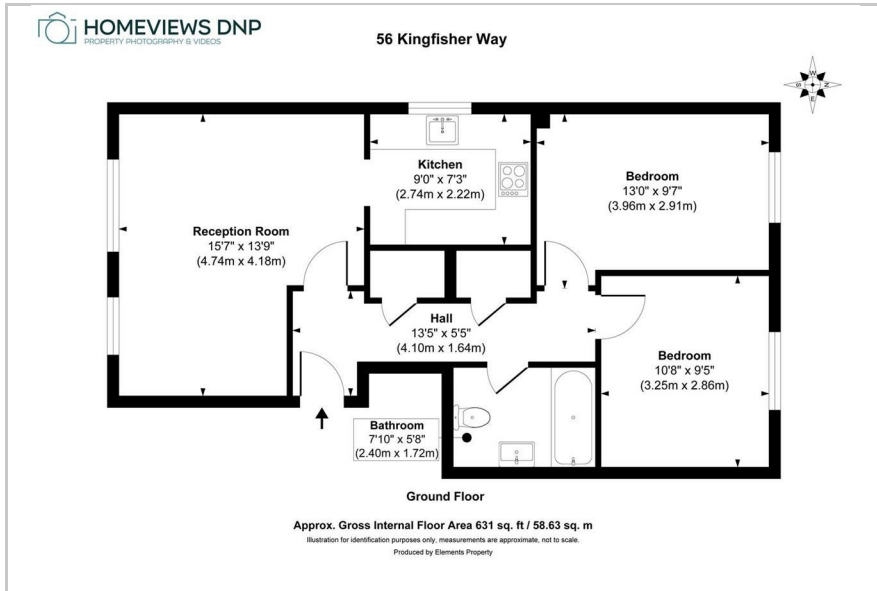 HOMEVIEWS DNP
PROPERTY PHOTOGRAPHY & VIDEOS
56 Kingfisher Way
W
S
N
E
Kitchen
9'0" x 7'3"
(2.74m x 2.22m)
Bedroom
13'0" x 9'7"
(3.96m x 2.91m)
Reception Room
15'7" x 13'9"
(4.74m x 4.18m)
Hall
13'5" x 5'5"
(4.10m x 1.64m)
Bedroom
10'8" x 9'5"
(3.25m x 2.86m)
Bathroom
7'10" x 5'8"
(2.40m x 1.72m)
Ground Floor
Approx. Gross Internal Floor Area 631 sq. ft / 58.63 sq. m
Illustration for identification purposes only, measurements are approximate, not to scale.
Produced by Elements Property